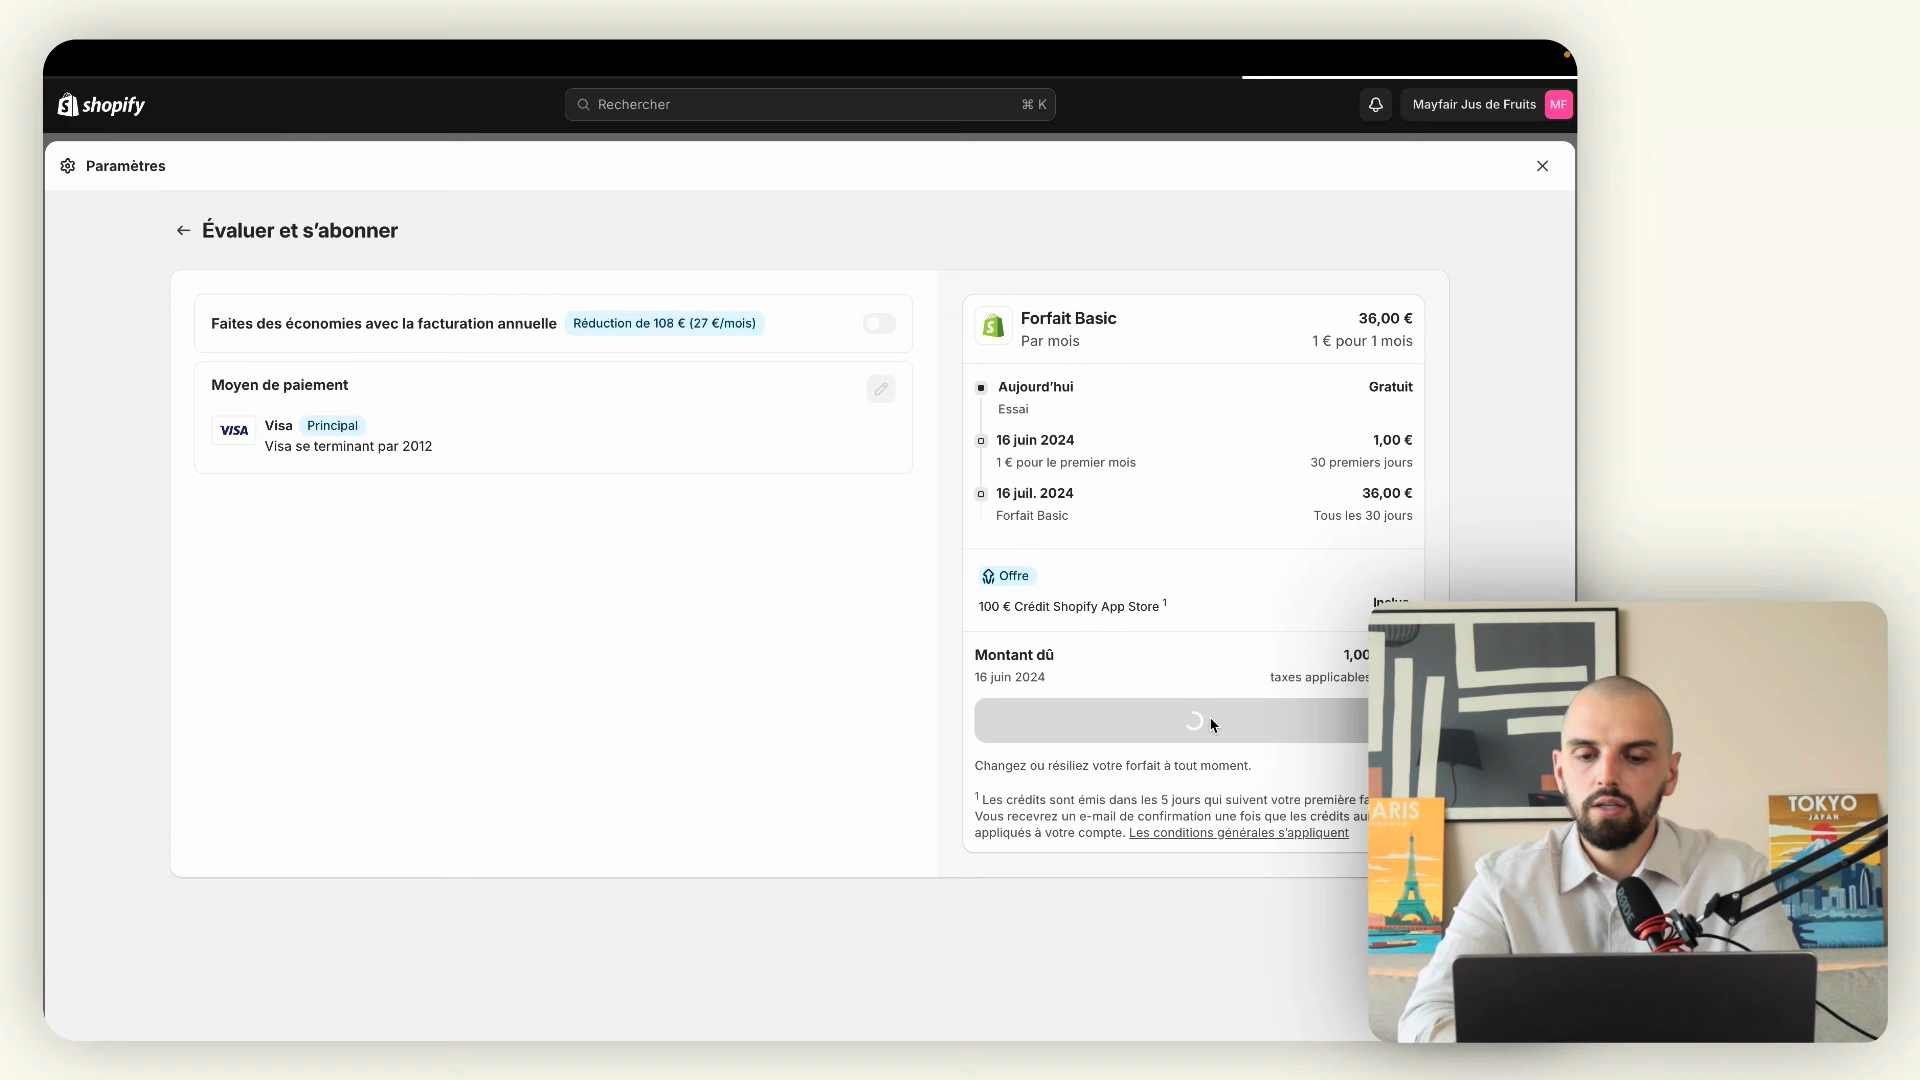 shopify
Rechercher
⌘ K
Mayfair Jus de Fruits
MF
Paramètres
Évaluer et s’abonner
Faites des économies avec la facturation annuelle
Réduction de 108 € (27 €/mois)
Moyen de paiement
VISA
Visa
Principal
Visa se terminant par 2012
Forfait Basic
36,00 €
Par mois
1 € pour 1 mois
Aujourd’hui
Gratuit
Essai
16 juin 2024
1,00 €
1 € pour le premier mois
30 premiers jours
16 juil. 2024
36,00 €
Forfait Basic
Tous les 30 jours
Offre
100 € Crédit Shopify App Store 1
Montant dû
1,00
16 juin 2024
taxes applicables
Changez ou résiliez votre forfait à tout moment.
1 Les crédits sont émis dans les 5 jours qui suivent votre première
Vous recevrez un e-mail de confirmation une fois que les crédits
appliqués à votre compte. Les conditions générales s’appliquent
ARIS
FRANCE
TOKYO
JAPAN
RØDE